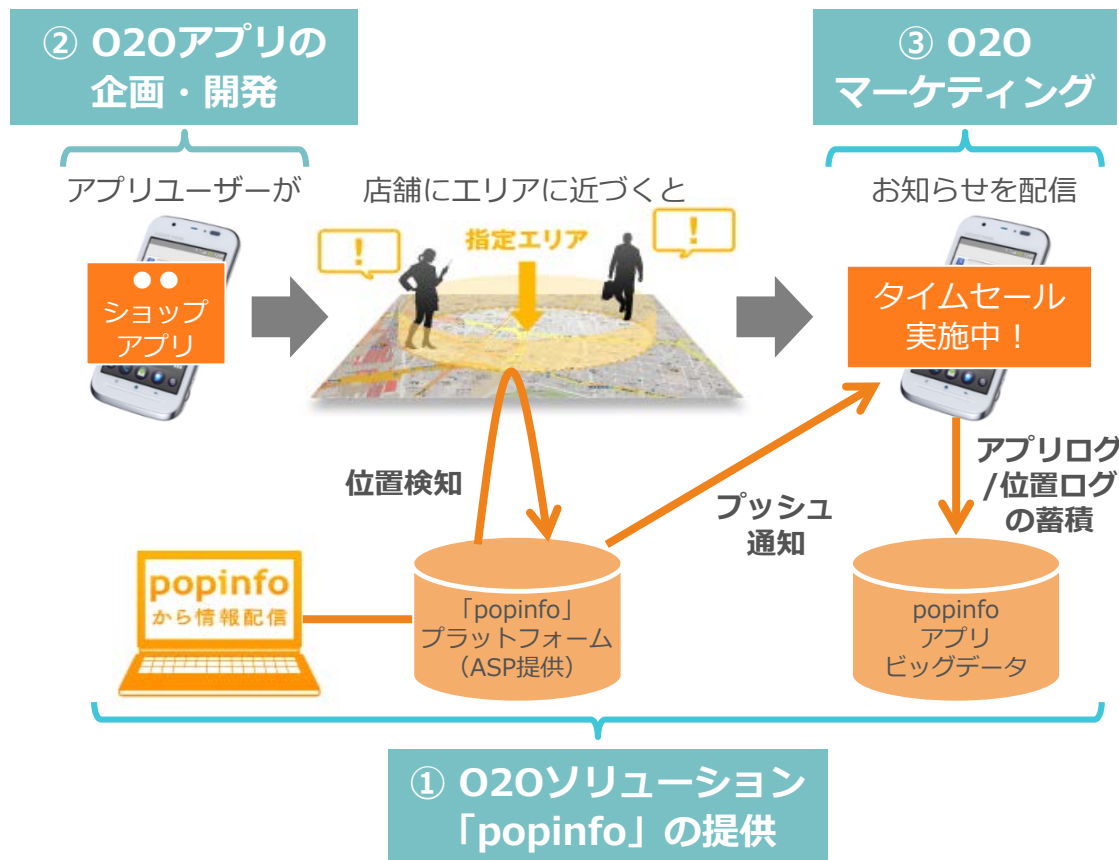 ② O2Oアプリの
企画・開発
③ O2O
マーケティング
アプリユーザーが
店舗にエリアに近づくと
お知らせを配信
!
指定エリア
!
●●
ショップ
アプリ
タイムセール
実施中！
位置検知
プッシュ
通知
アプリログ
/位置ログ
の蓄積
popinfo
から情報配信
「popinfo」
プラットフォーム
（ASP提供）
popinfo
アプリ
ビッグデータ
① O2Oソリューション
「popinfo」の提供